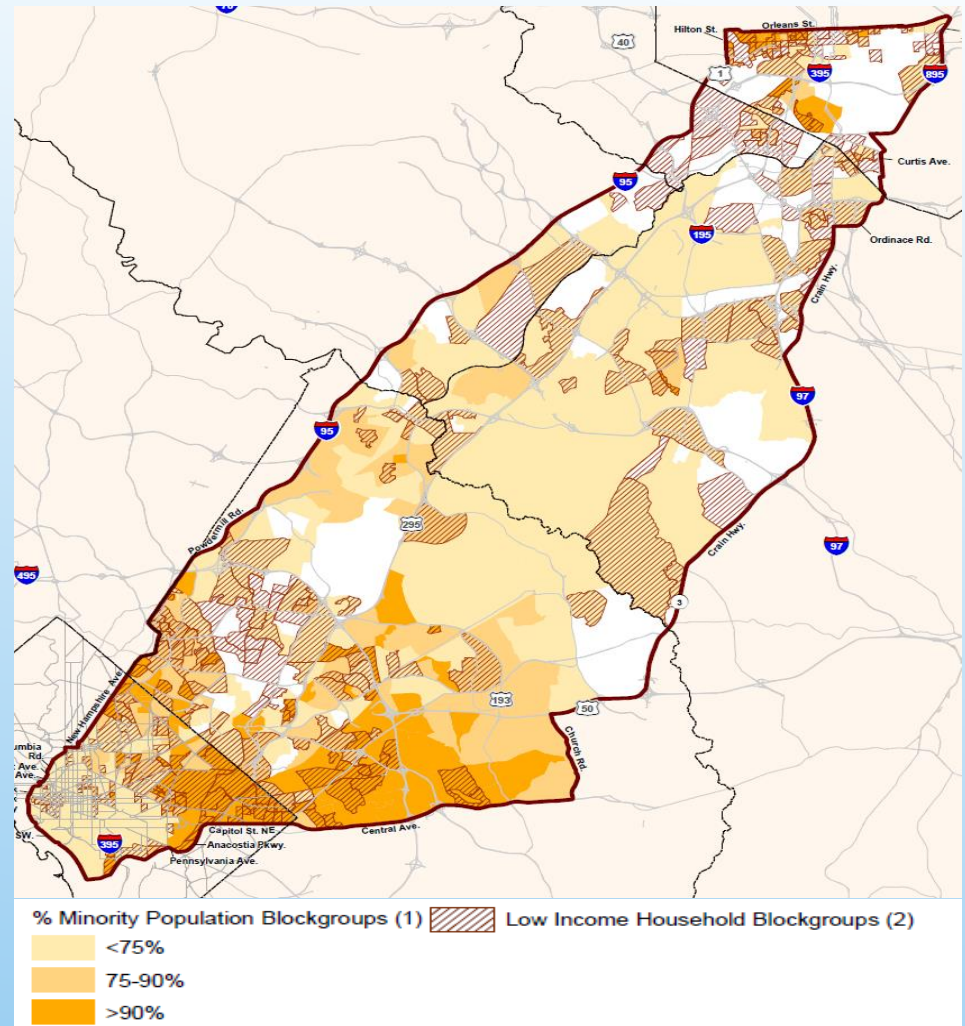 Hilton St.
Orleans St.
40
1
395
895
Curtis Ave.
95
195
Ordinace Rd.
Crain Hwy.
97
95
295
Powdermill Rd.
Crain Hwy.
97
495
3
193
50
New Hampshire Ave.
Church Rd.
umbia
Rd.
Ave.
Ave.
SW.
395
Capitol St. NE
Anacostia Pkwy.
Pennsylvania Ave.
Central Ave.
% Minority Population Blockgroups (1)
Low Income Household Blockgroups (2)
<75%
75-90%
>90%